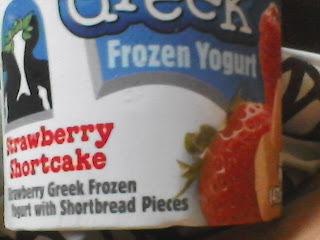 Greek
Frozen Yogurt
Strawberry
Shortcake
Strawberry Greek Frozen
Yogurt with Shortbread Pieces